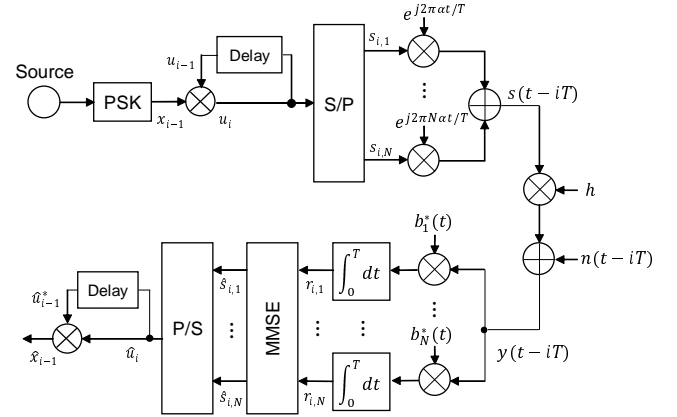 Source
PSK
x_{i−1}
u_{i−1}
Delay
u_i
S/P
s_{i,1}
e^{j2παt/T}
⋮
s_{i,N}
e^{j2πNαt/T}
s(t − iT)
h
n(t − iT)
y(t − iT)
b_1^*(t)
⋮
b_N^*(t)
∫_0^T dt
⋮
∫_0^T dt
r_{i,1}
⋮
r_{i,N}
MMSE
ŝ_{i,1}
⋮
ŝ_{i,N}
P/S
Delay
û_{i−1}^*
û_i
x̂_{i−1}